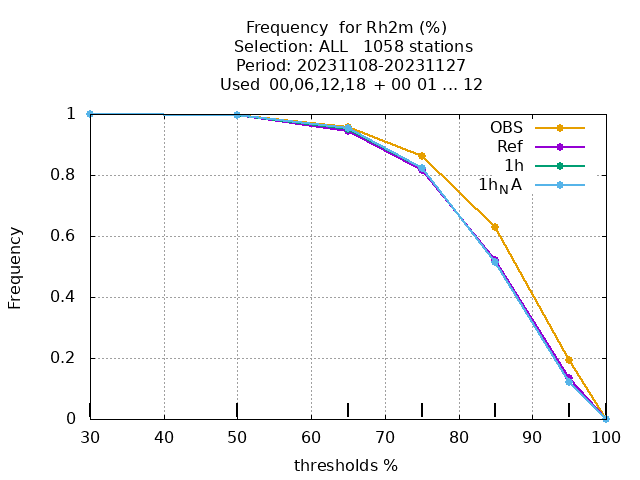 Frequency  for Rh2m (%)
Selection: ALL   1058 stations
Period: 20231108-20231127
Used  00,06,12,18  + 00 01 ... 12
OBS
Ref
1h
1hNA
1
0.8
0.6
0.4
0.2
0
Frequency
30 40 50 60 70 80 90 100
thresholds %